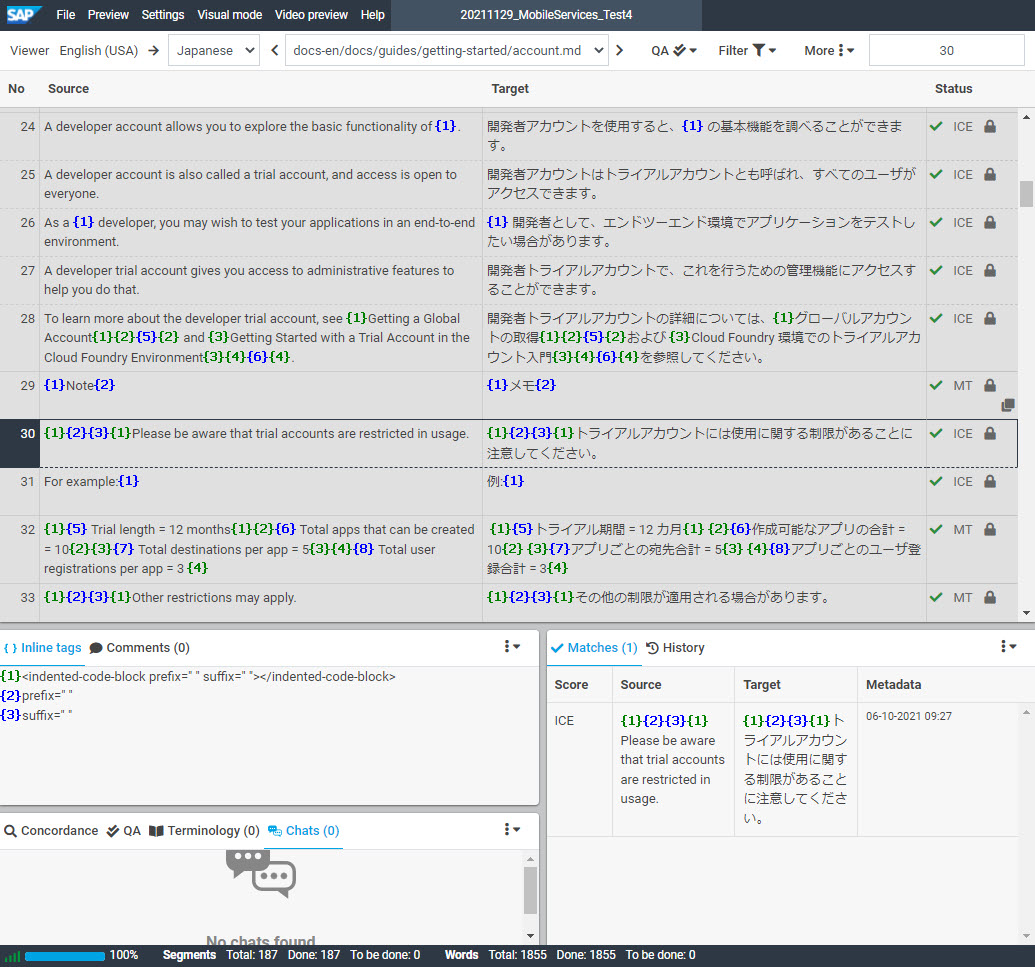 SAP File Preview Settings Visual mode Video preview Help 20211129_MobileServices_Test4
Viewer English (USA) → Japanese docs-en/docs/guides/getting-started/account.md QA Filter More 30
No Source Target Status
24 A developer account allows you to explore the basic functionality of {1}. 開発者アカウントを使用すると、{1} の基本機能を調べることができま ICE
す。
25 A developer account is also called a trial account, and access is open to 開発者アカウントはトライアルアカウントとも呼ばれ、すべてのユーザが ICE
everyone. アクセスできます。
26 As a {1} developer, you may wish to test your applications in an end-to-end {1} 開発者として、エンドツーエンド環境でアプリケーションをテストし ICE
environment. たい場合があります。
27 A developer trial account gives you access to administrative features to 開発者トライアルアカウントで、これを行うための管理機能にアクセスす ICE
help you do that. ることができます。
28 To learn more about the developer trial account, see {1}Getting a Global 開発者トライアルアカウントの詳細については、{1}グローバルアカウン ICE
Account{1}{2}{5}{2} and {3}Getting Started with a Trial Account in the トの取得{1}{2}{5}{2}および {3}Cloud Foundry 環境でのトライアルアカ
Cloud Foundry Environment{3}{4}{6}{4}. ウント入門{3}{4}{6}{4}を参照してください。
29 {1}Note{2} {1}メモ{2} MT
30 {1}{2}{3}{1}Please be aware that trial accounts are restricted in usage. {1}{2}{3}{1}トライアルアカウントには使用に関する制限があることに ICE
注意してください。
31 For example:{1} 例:{1} ICE
32 {1}{5} Trial length = 12 months{1}{2}{6} Total apps that can be created {1}{5}トライアル期間 = 12 カ月{1} {2}{6}作成可能なアプリの合計 = MT
= 10{2}{3}{7} Total destinations per app = 5{3}{4}{8} Total user 10{2} {3}{7}アプリごとの宛先合計 = 5{3} {4}{8}アプリごとのユーザ登
registrations per app = 3 {4} 録合計 = 3{4}
33 {1}{2}{3}{1}Other restrictions may apply. {1}{2}{3}{1}その他の制限が適用される場合があります。 MT
{ } Inline tags Comments (0)
{1}<indented-code-block prefix=" " suffix=" "></indented-code-block>
{2}prefix=" "
{3}suffix=" "
Matches (1) History
Score Source Target Metadata
ICE {1}{2}{3}{1} {1}{2}{3}{1}ト 06-10-2021 09:27
Please be aware ライアルアカウン
that trial accounts トには使用に関す
are restricted in る制限があること
usage. に注意してくださ
い。
Concordance QA Terminology (0) Chats (0)
No chats found
100% Segments Total: 187 Done: 187 To be done: 0 Words Total: 1855 Done: 1855 To be done: 0